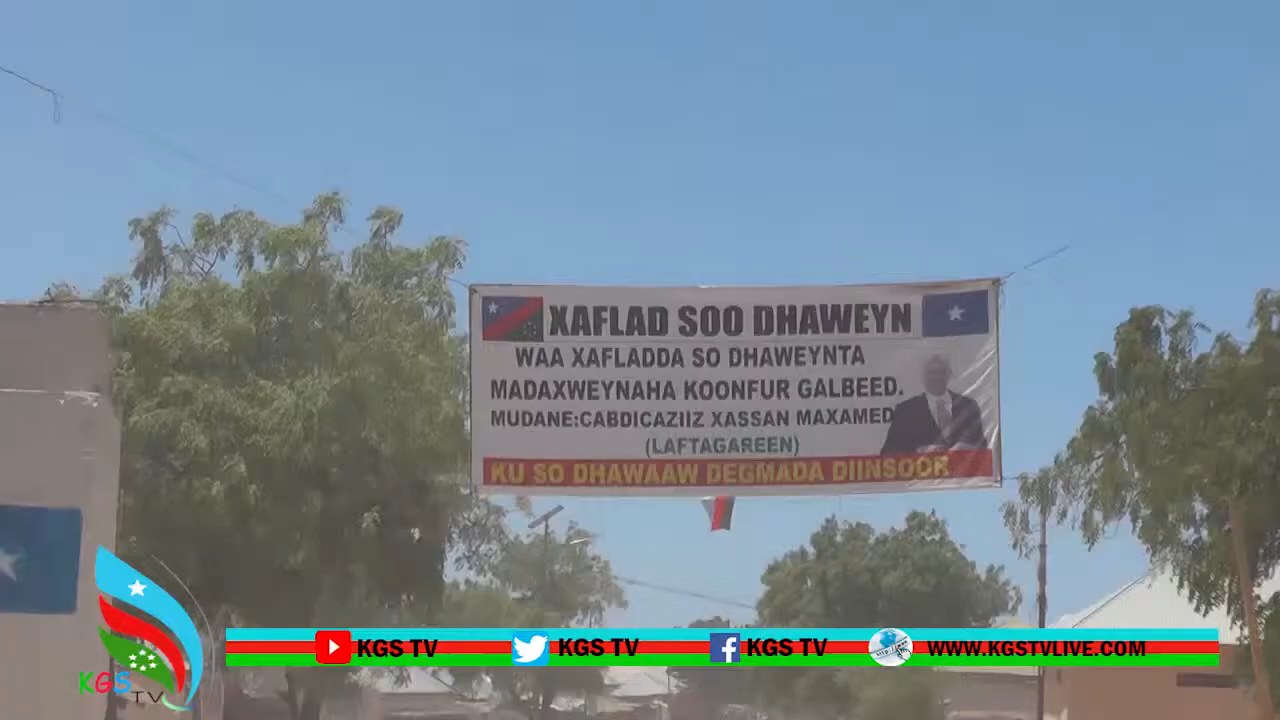 XAFLAD SOO DHAWEYN
WAA XAFLADDA SO DHAWEYNTA
MADAXWEYNAHA KOONFUR GALBEED.
MUDANE:CABDICAZIIZ XASSAN MAXAMED
(LAFTAGAREEN)
KU SO DHAWAAW DEGMADA DIINSOOR
KGS TV KGS TV KGS TV WWW.KGSTVLIVE.COM
KGS
TV